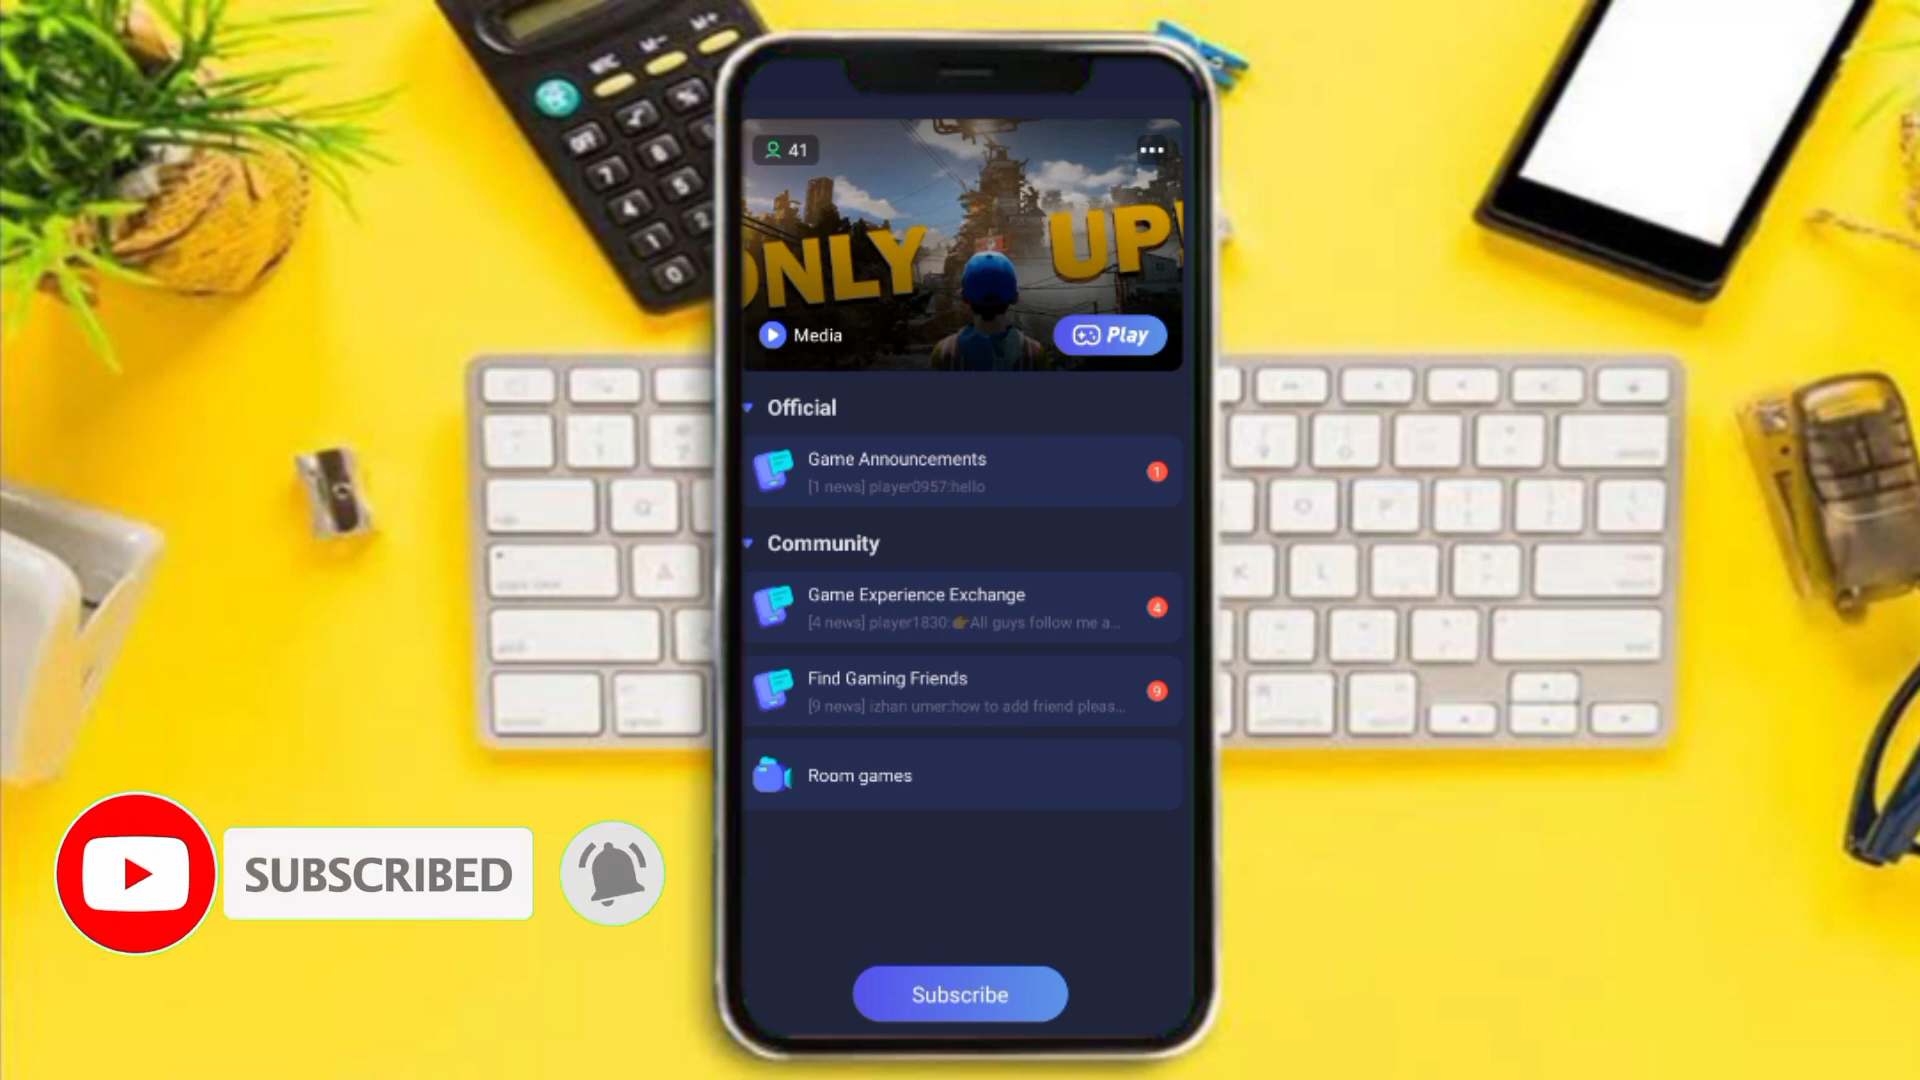 41
ONLY UP!
Media
Play
Official
Game Announcements
[1 news] player0957:hello
1
Community
Game Experience Exchange
[4 news] player1830:👉All guys follow me a...
4
Find Gaming Friends
[9 news] izhan umer:how to add friend pleas...
9
Room games
Subscribe
SUBSCRIBED